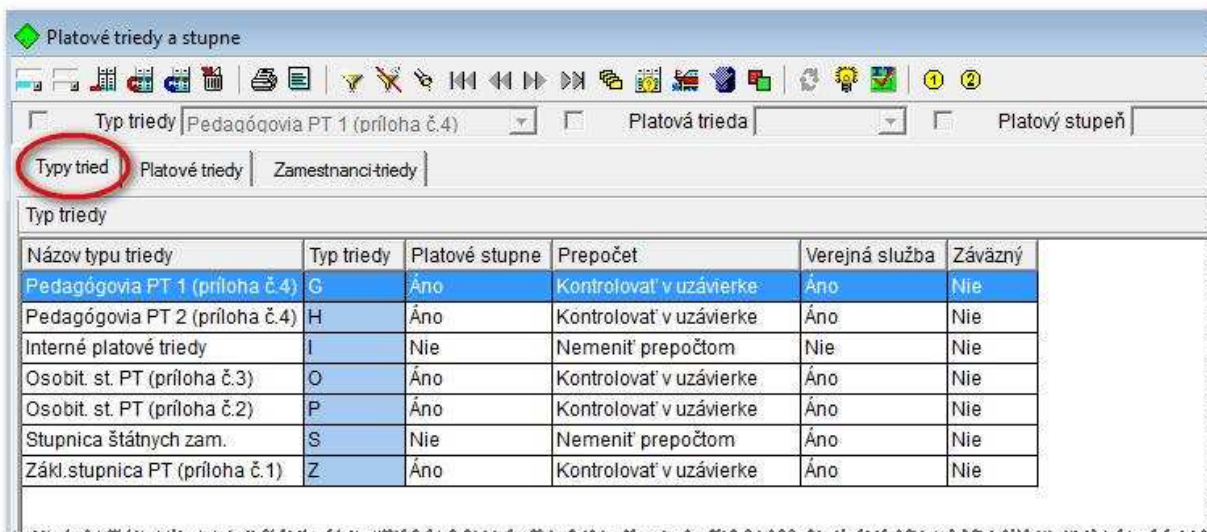 Platové triedy a stupne
1 2
Typ triedy Pedagógovia PT 1 (príloha č.4) Platová trieda Platový stupeň
Typy tried Platové triedy Zamestnanci-triedy
Typ triedy
Názov typu triedy Typ triedy Platové stupne Prepočet Verejná služba Záväzný
Pedagógovia PT 1 (príloha č.4) G Áno Kontrolovať v uzávierke Áno Nie
Pedagógovia PT 2 (príloha č.4) H Áno Kontrolovať v uzávierke Áno Nie
Interné platové triedy I Nie Nemeniť prepočtom Nie Nie
Osobit. st. PT (príloha č.3) O Áno Kontrolovať v uzávierke Áno Nie
Osobit. st. PT (príloha č.2) P Áno Kontrolovať v uzávierke Áno Nie
Stupnica štátnych zam. S Nie Nemeniť prepočtom Áno Nie
Zákl.stupnica PT (príloha č.1) Z Áno Kontrolovať v uzávierke Áno Nie